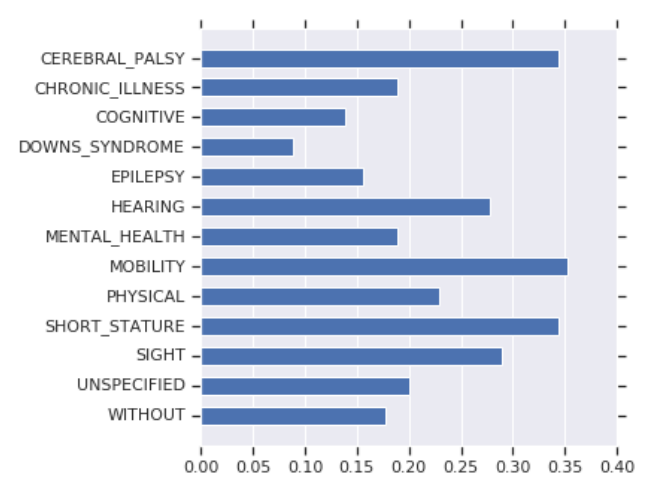 CEREBRAL_PALSY
CHRONIC_ILLNESS
COGNITIVE
DOWNS_SYNDROME
EPILEPSY
HEARING
MENTAL_HEALTH
MOBILITY
PHYSICAL
SHORT_STATURE
SIGHT
UNSPECIFIED
WITHOUT
0.00 0.05 0.10 0.15 0.20 0.25 0.30 0.35 0.40